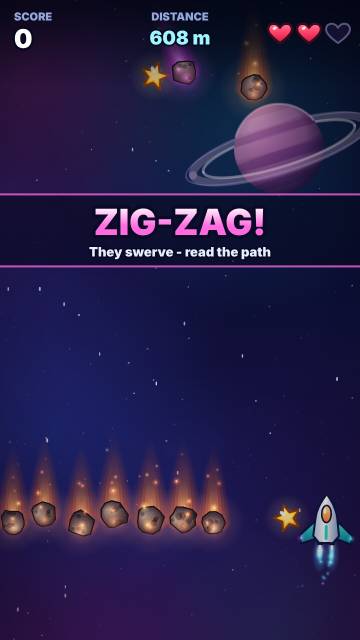 SCORE
0
DISTANCE
608 m
ZIG-ZAG!
They swerve - read the path